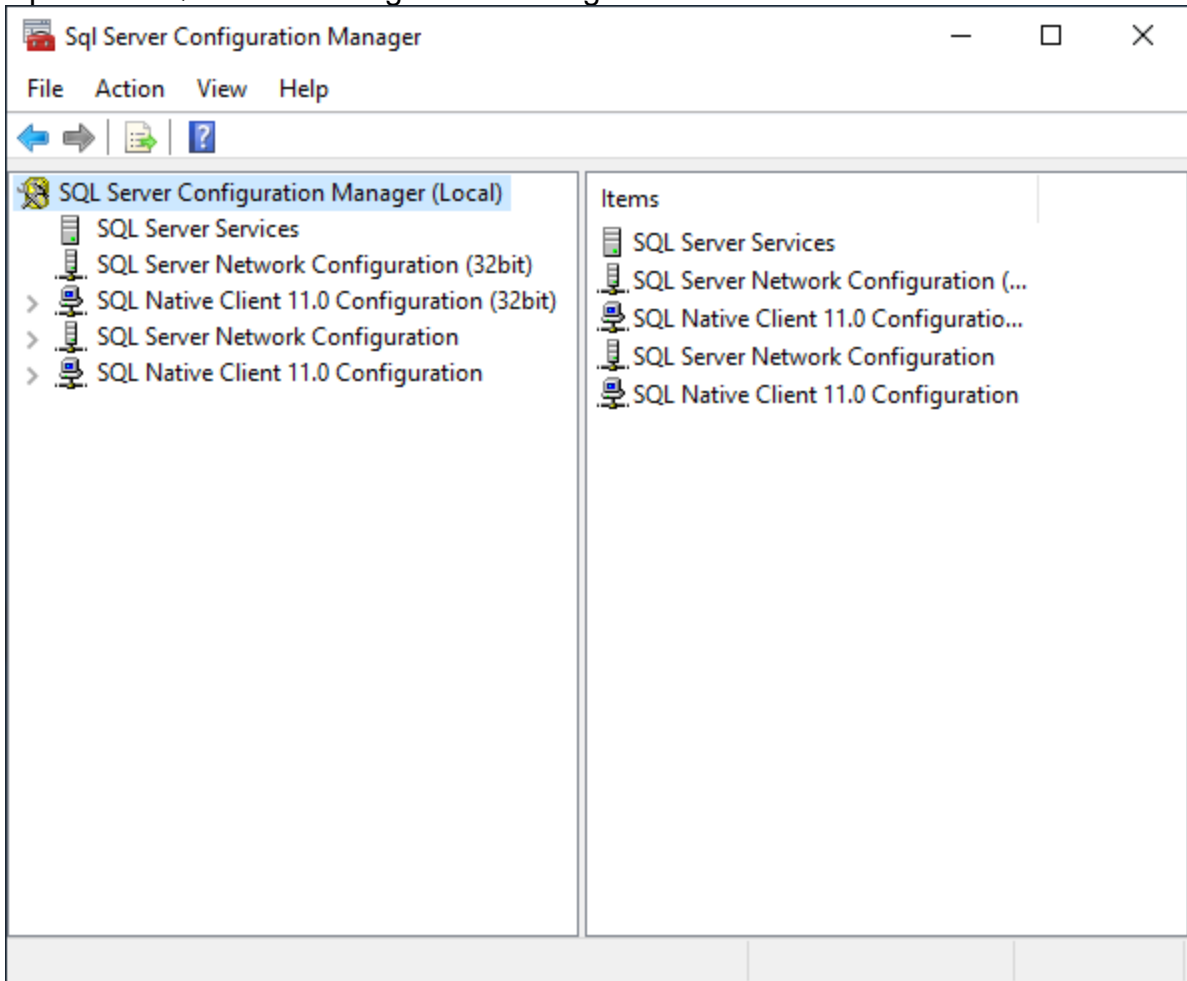 Sql Server Configuration Manager
File Action View Help
SQL Server Configuration Manager (Local)
SQL Server Services
SQL Server Network Configuration (32bit)
SQL Native Client 11.0 Configuration (32bit)
SQL Server Network Configuration
SQL Native Client 11.0 Configuration
Items
SQL Server Services
SQL Server Network Configuration (...
SQL Native Client 11.0 Configuratio...
SQL Server Network Configuration
SQL Native Client 11.0 Configuration